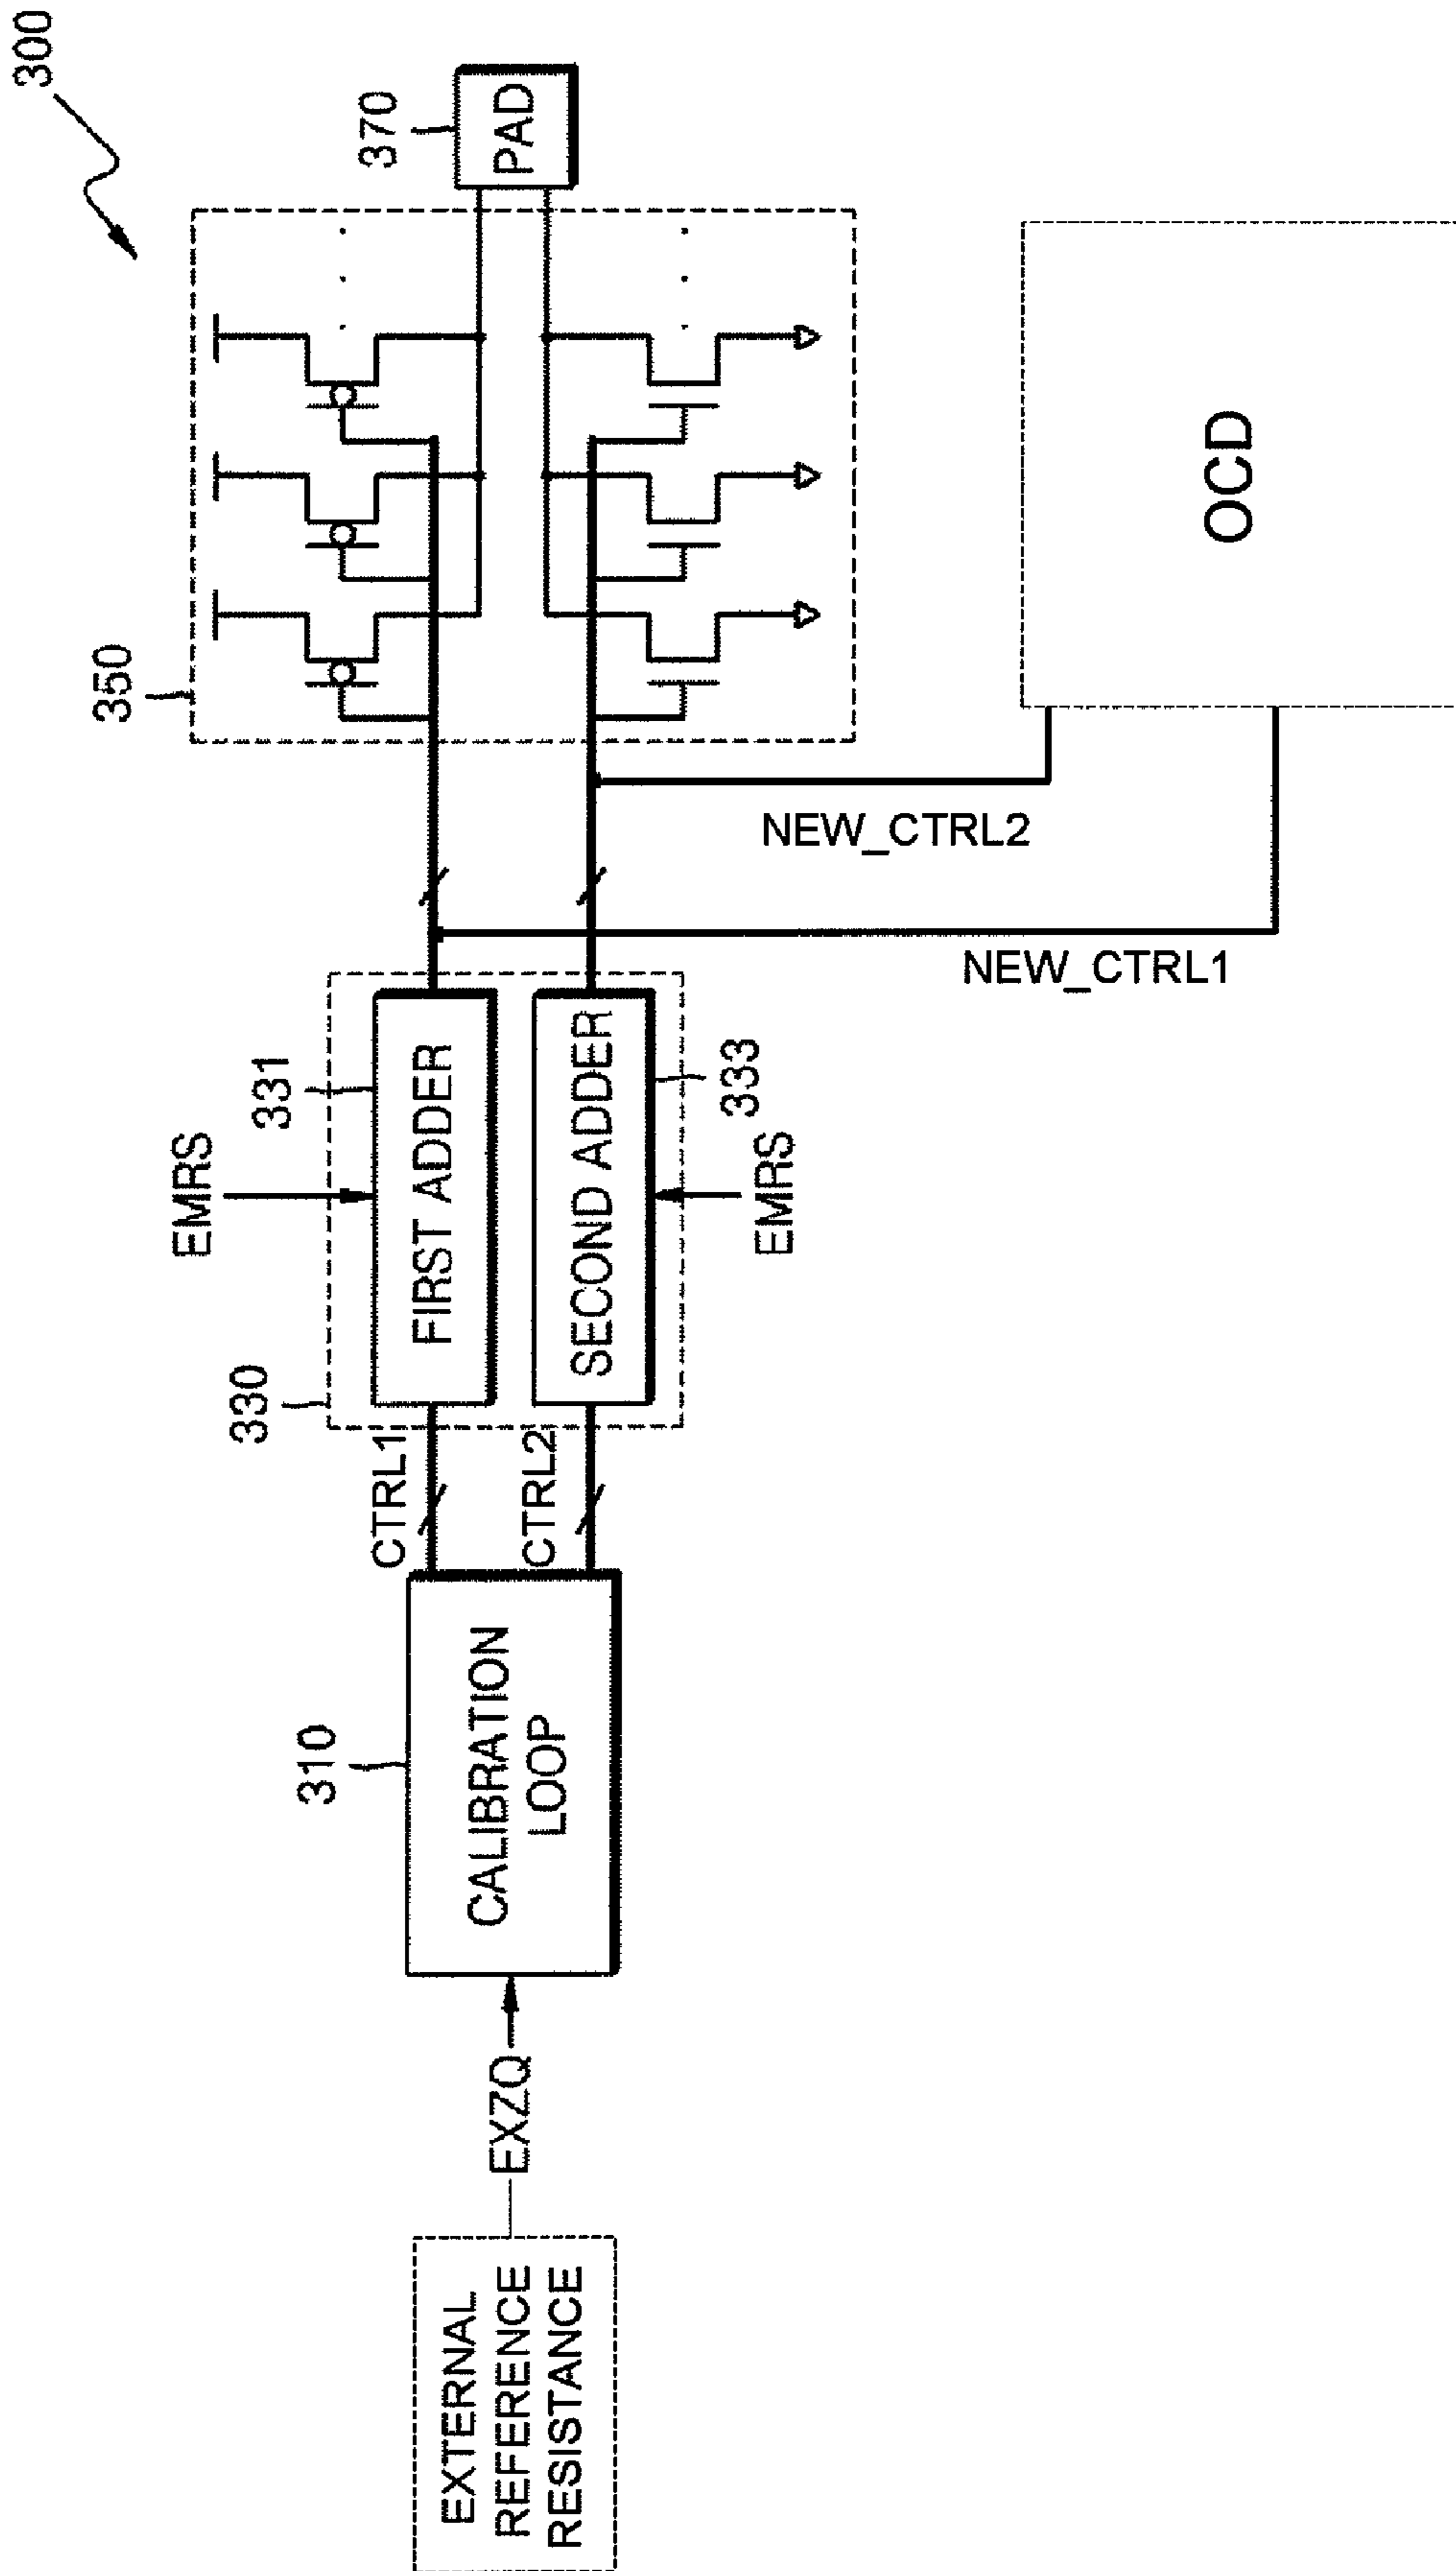 300
EXTERNAL
REFERENCE
RESISTANCE
EXZQ
310
CALIBRATION
LOOP
CTRL1
CTRL2
330
EMRS
331
FIRST ADDER
SECOND ADDER
333
EMRS
NEW_CTRL1
NEW_CTRL2
350
370
PAD
OCD